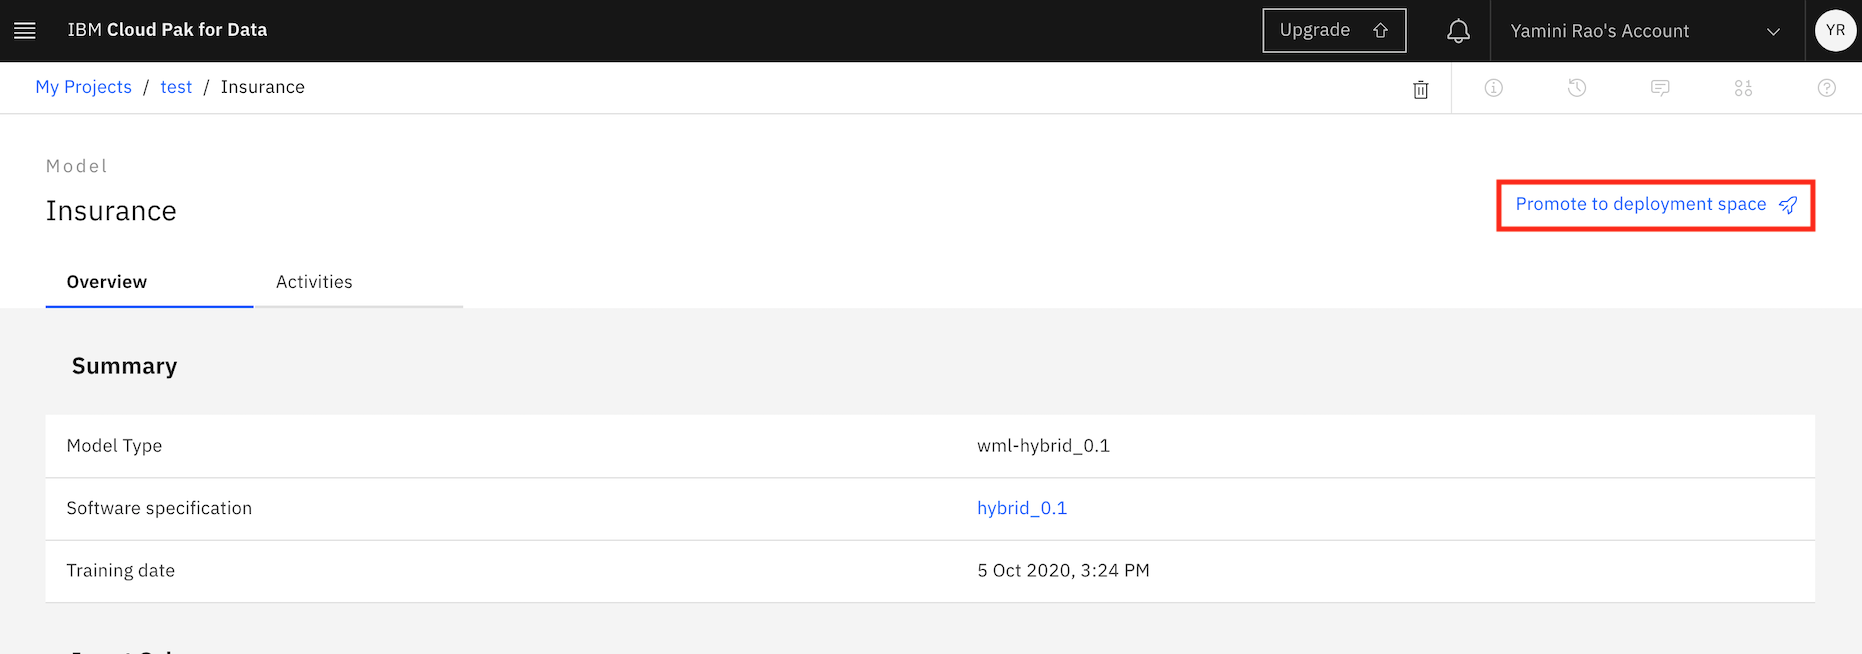 IBM Cloud Pak for Data
Upgrade
Yamini Rao's Account
YR
My Projects / test / Insurance
Model
Insurance
Promote to deployment space
Overview
Activities
Summary
Model Type
wml-hybrid_0.1
Software specification
hybrid_0.1
Training date
5 Oct 2020, 3:24 PM